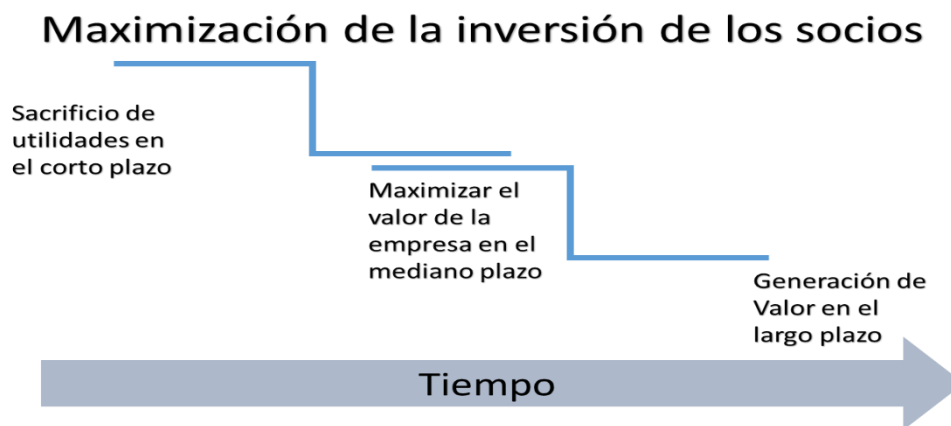 Maximización de la inversión de los socios
Sacrificio de
utilidades en
el corto plazo
Maximizar el
valor de la
empresa en el
mediano plazo
Generación de
Valor en el
largo plazo
Tiempo